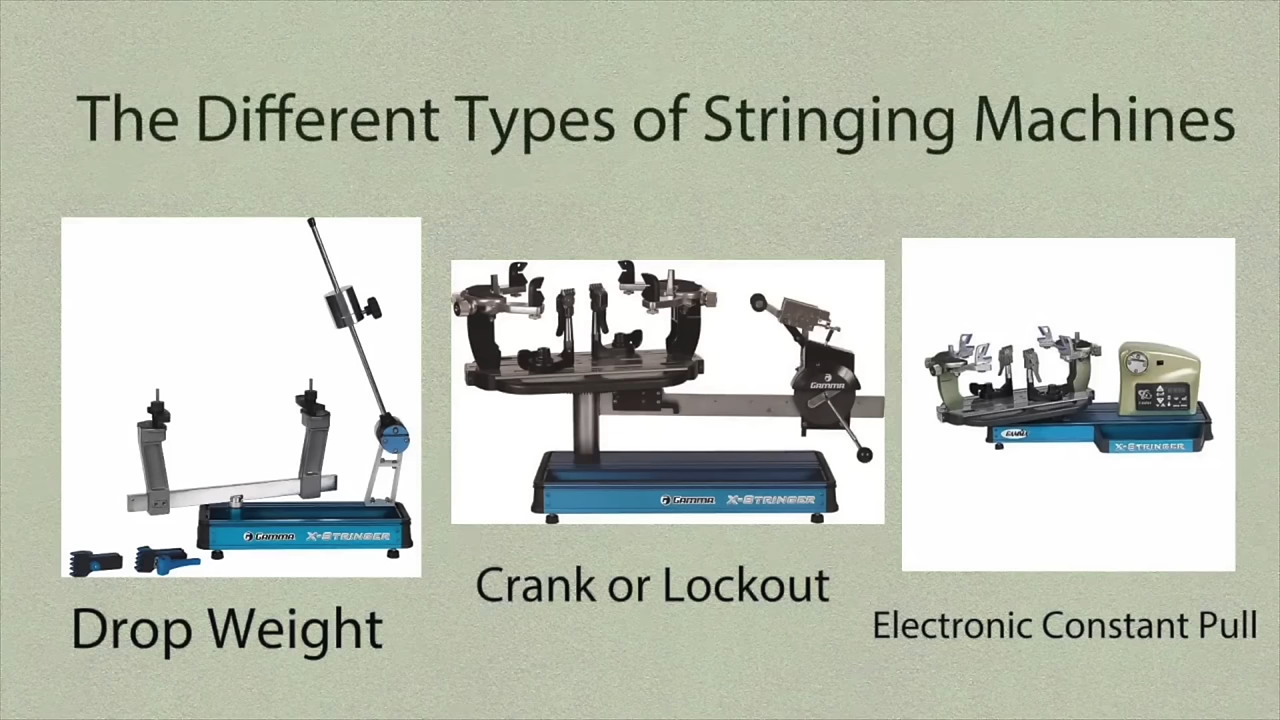 The Different Types of Stringing Machines
GAMMA
GAMMA X-STRINGER
GAMMA X-STRINGER
GAMMA
X-STRINGER
Drop Weight
Crank or Lockout
Electronic Constant Pull